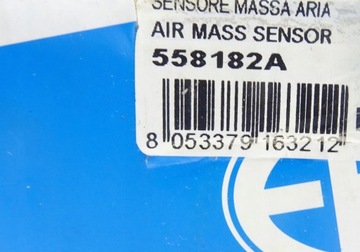 SENSORE MASSA ARIA
AIR MASS SENSOR
558182A
8 053379 163212